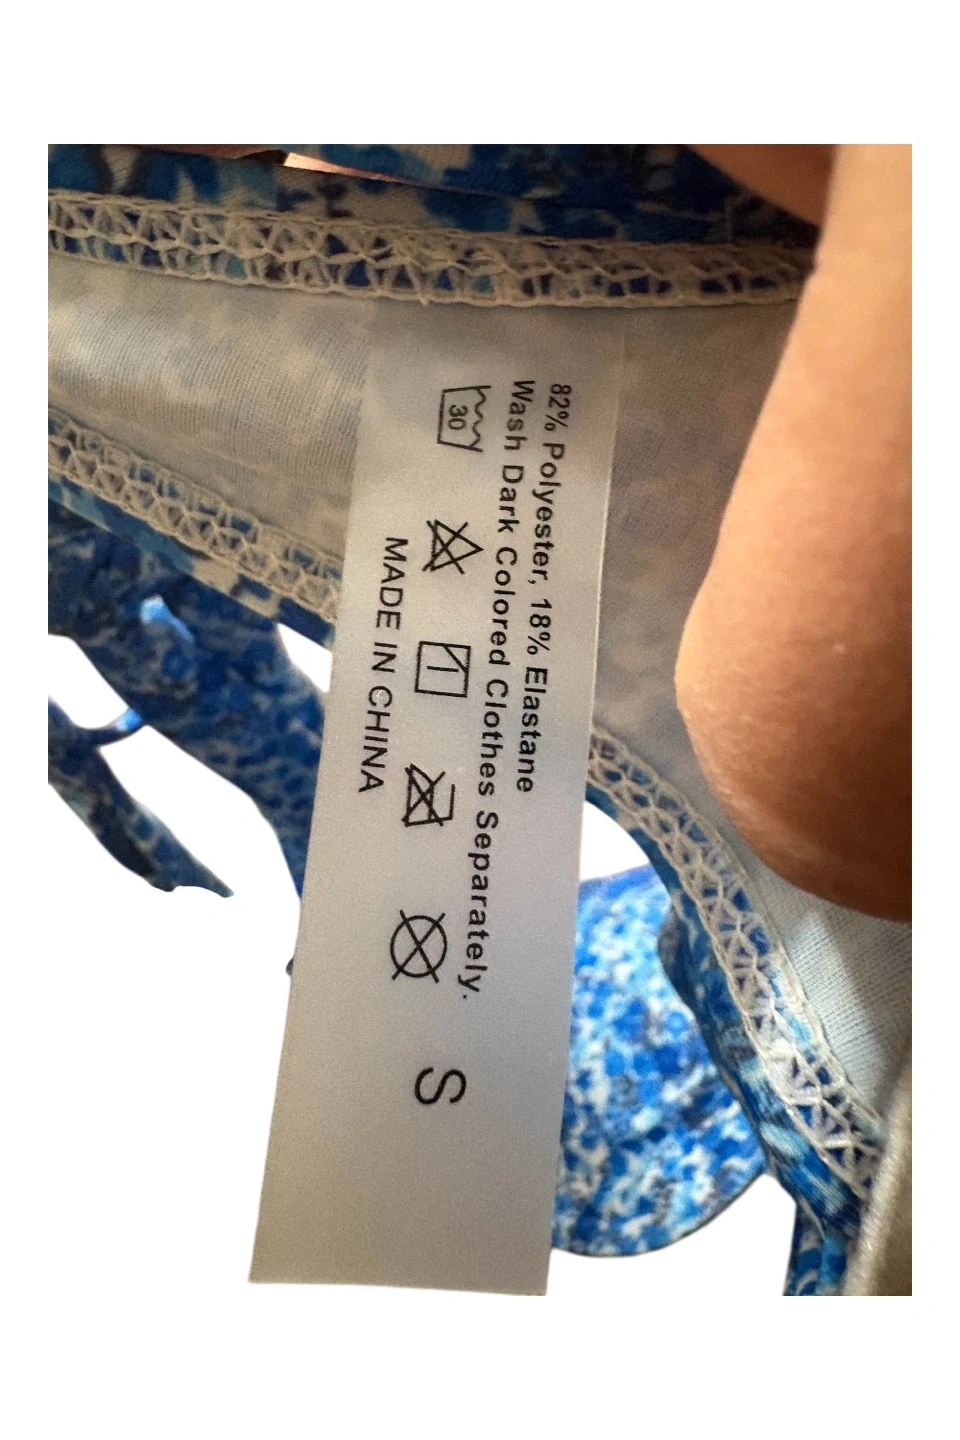 82% Polyester, 18% Elastane
Wash Dark Colored Clothes Separately.
30
MADE IN CHINA
S